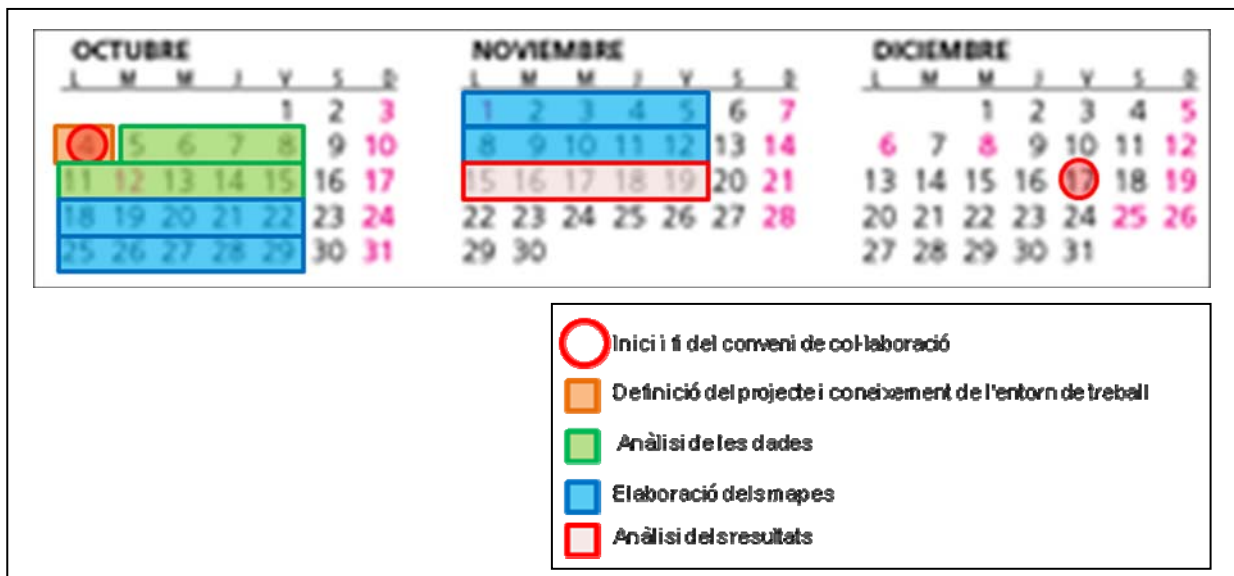 OCTUBRE NOVIEMBRE DICIEMBRE
L M M J V S D L M M J V S D L M M J V S D
1 2 3 1 2 3 4 5 6 7 1 2 3 4 5
4 5 6 7 8 9 10 8 9 10 11 12 13 14 6 7 8 9 10 11 12
11 12 13 14 15 16 17 15 16 17 18 19 20 21 13 14 15 16 17 18 19
18 19 20 21 22 23 24 22 23 24 25 26 27 28 20 21 22 23 24 25 26
25 26 27 28 29 30 31 29 30 27 28 29 30 31
Inici i fi del conveni de col·laboració
Definició del projecte i coneixement de l'entorn de treball
Anàlisi de les dades
Elaboració dels mapes
Anàlisi dels resultats